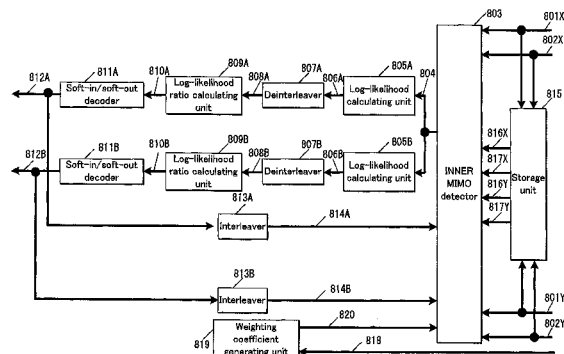 803
801X
802X
809A
811A
807A
805A
804
812A
810A
808A
806A
815
Soft-in/soft-out
decoder
Log-likelihood
ratio calculating
unit
Deinterleaver
Log-likelihood
calculating unit
809B
811B
807B
805B
812B
810B
808B
806B
Soft-in/soft-out
decoder
Log-likelihood
ratio calculating
unit
Deinterleaver
Log-likelihood
calculating unit
INNER
MIMO
detector
816X
817X
816Y
817Y
Storage
unit
813A
814A
Interleaver
813B
814B
Interleaver
801Y
802Y
820
819
Weighting
coefficient
generating unit
818